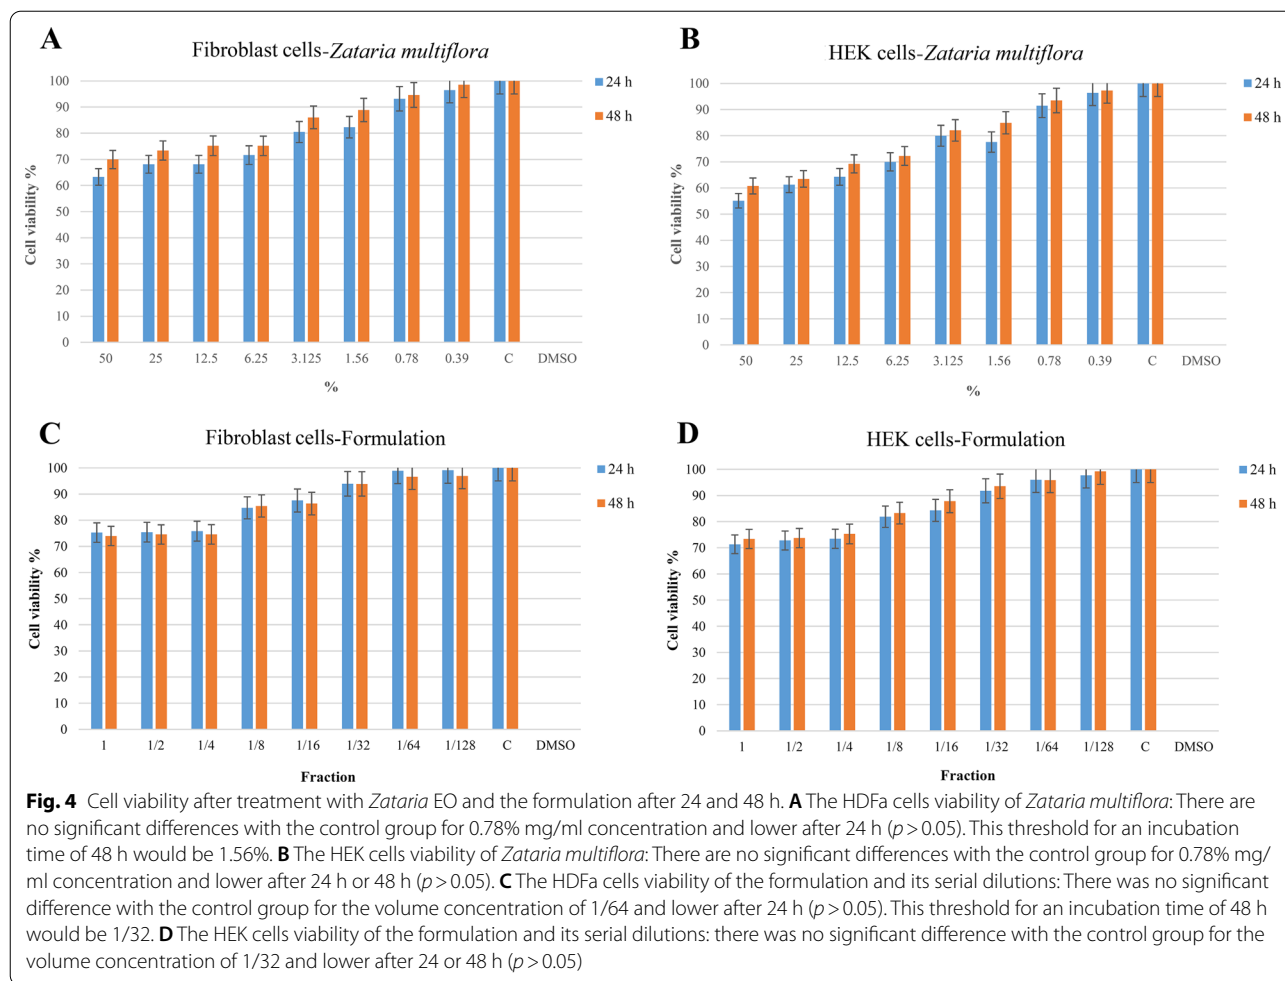 A
Fibroblast cells-Zataria multiflora
100
90
80
70
60
50
40
30
20
10
0
Cell viability %
50 25 12.5 6.25 3.125 1.56 0.78 0.39 C DMSO
%
24 h
48 h
B
HEK cells-Zataria multiflora
100
90
80
70
60
50
40
30
20
10
0
Cell viability %
50 25 12.5 6.25 3.125 1.56 0.78 0.39 C DMSO
%
24 h
48 h
C
Fibroblast cells-Formulation
100
90
80
70
60
50
40
30
20
10
0
Cell viability %
1 1/2 1/4 1/8 1/16 1/32 1/64 1/128 C DMSO
Fraction
24 h
48 h
D
HEK cells-Formulation
100
90
80
70
60
50
40
30
20
10
0
Cell viability %
1 1/2 1/4 1/8 1/16 1/32 1/64 1/128 C DMSO
Fraction
24 h
48 h
Fig. 4 Cell viability after treatment with Zataria EO and the formulation after 24 and 48 h. A The HDFa cells viability of Zataria multiflora: There are
no significant differences with the control group for 0.78% mg/ml concentration and lower after 24 h (p > 0.05). This threshold for an incubation
time of 48 h would be 1.56%. B The HEK cells viability of Zataria multiflora: There are no significant differences with the control group for 0.78% mg/
ml concentration and lower after 24 h or 48 h (p > 0.05). C The HDFa cells viability of the formulation and its serial dilutions: There was no significant
difference with the control group for the volume concentration of 1/64 and lower after 24 h (p > 0.05). This threshold for an incubation time of 48 h
would be 1/32. D The HEK cells viability of the formulation and its serial dilutions: there was no significant difference with the control group for the
volume concentration of 1/32 and lower after 24 or 48 h (p > 0.05)